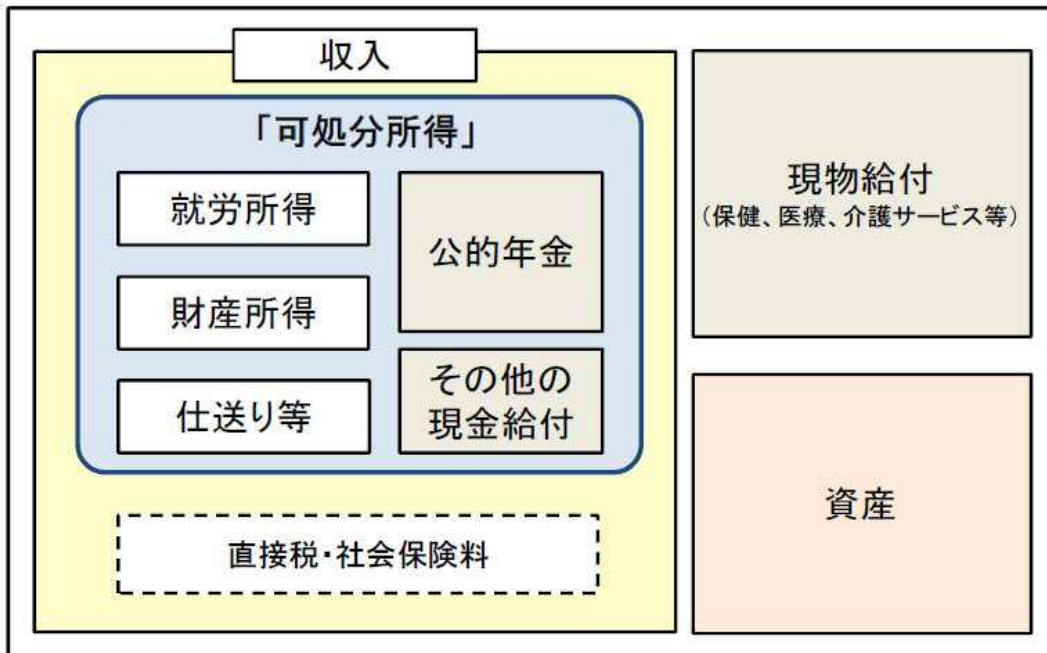 収入
「可処分所得」
就労所得
財産所得
仕送り等
公的年金
その他の
現金給付
直接税・社会保険料
現物給付
（保健、医療、介護サービス等）
資産